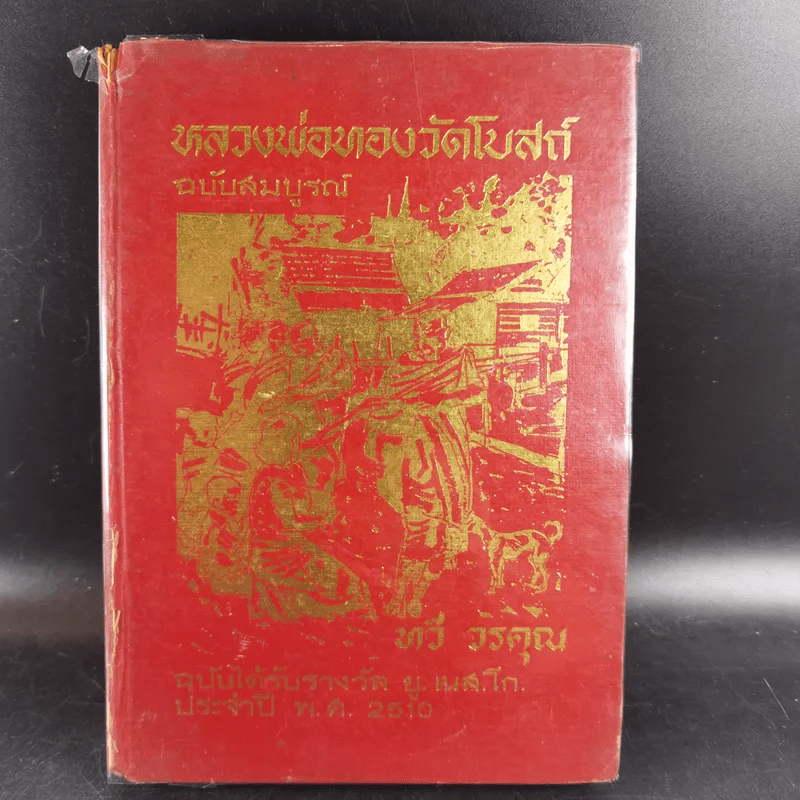 หลวงพ่อทองวัดโบสถ์
ฉบับสมบูรณ์
ทวี วรคุณ
ฉบับได้รับรางวัล ยู.เนส.โก.
ประจำปี พ.ศ. 2510